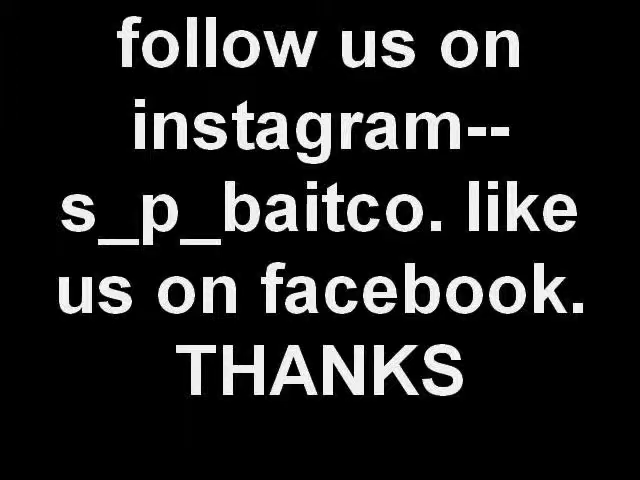 follow us on
instagram--
s_p_baitco. like
us on facebook.
THANKS